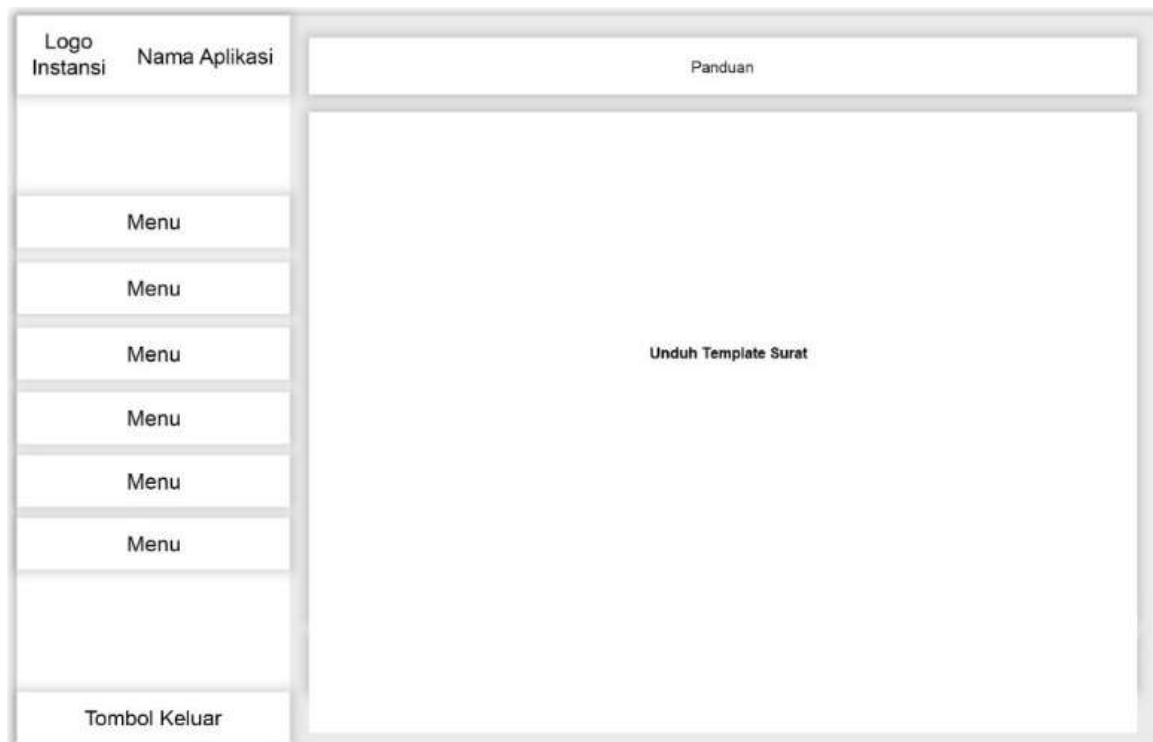 Logo
Instansi
Nama Aplikasi
Panduan
Menu
Menu
Menu
Unduh Template Surat
Menu
Menu
Menu
Tombol Keluar